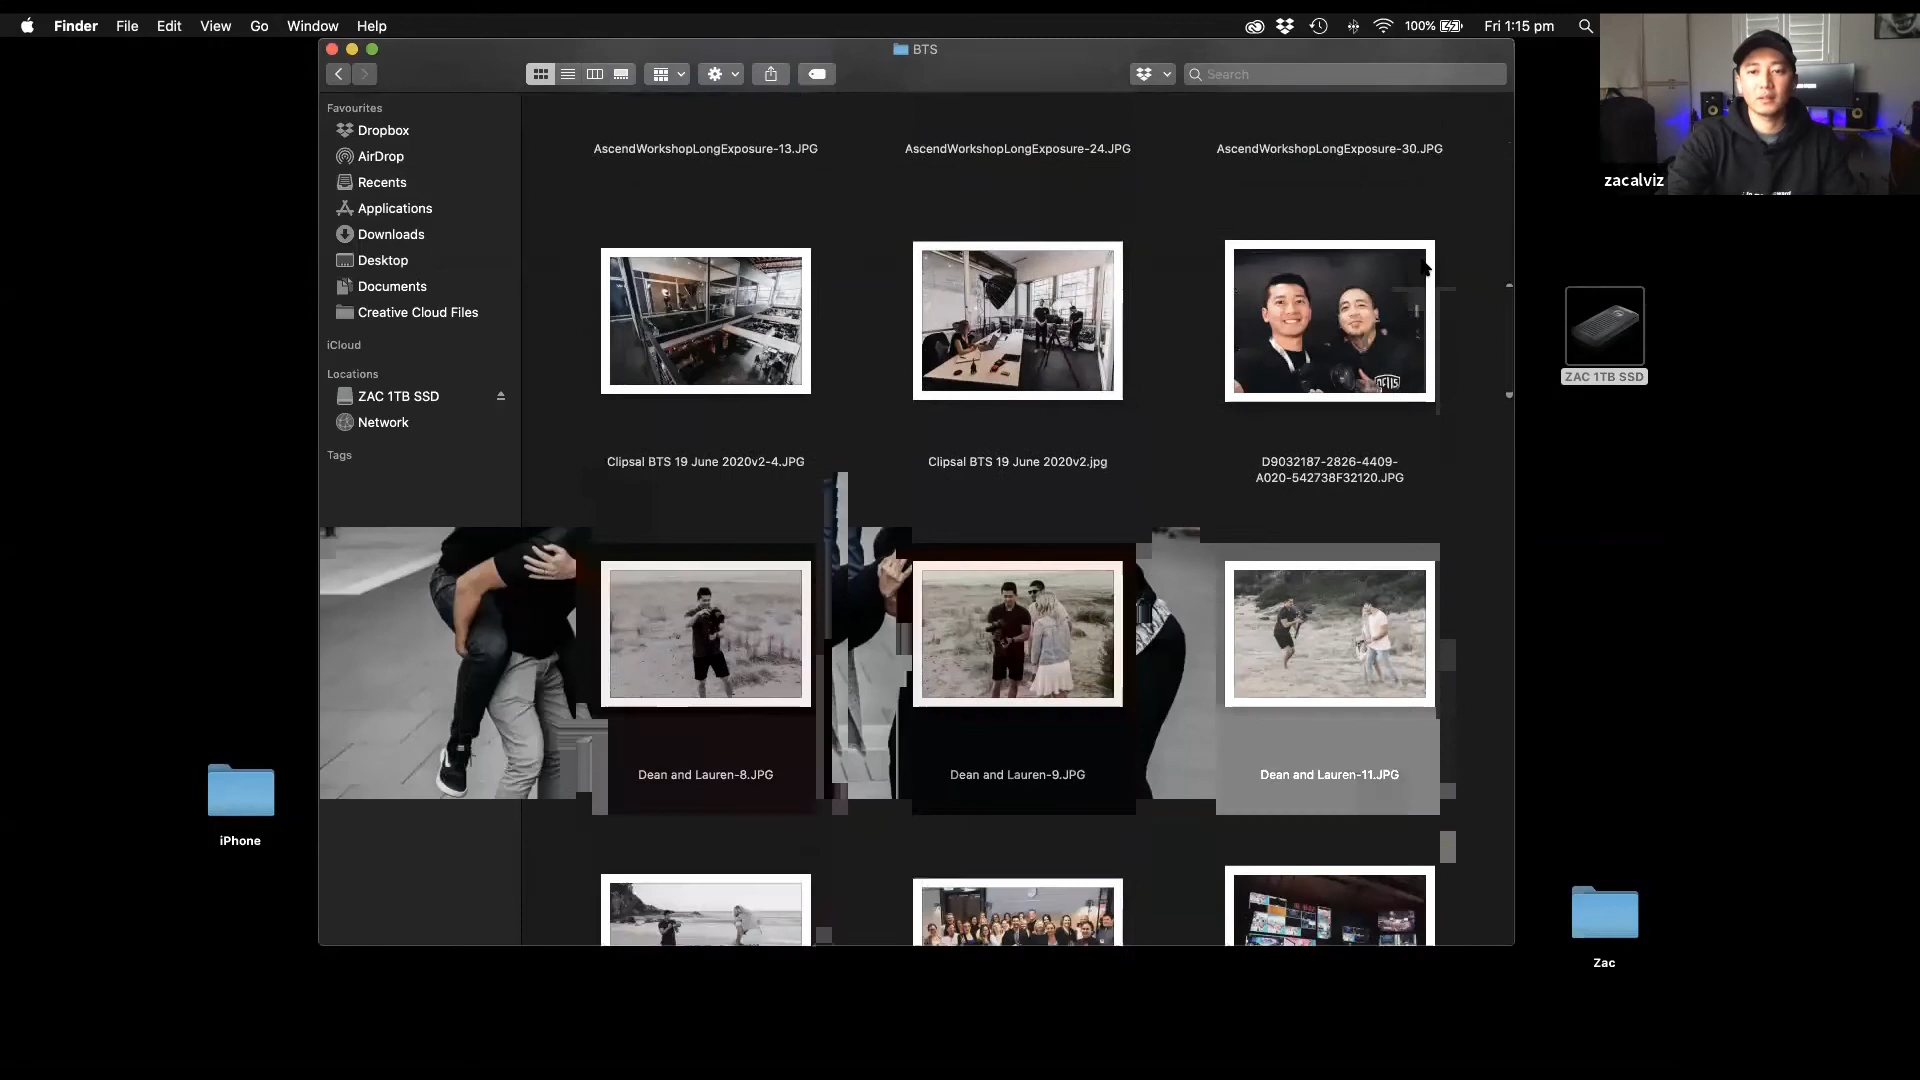 Finder File Edit View Go Window Help
100% Fri 1:15 pm
BTS
Search
zacalviz
Favourites
Dropbox
AirDrop
Recents
Applications
Downloads
Desktop
Documents
Creative Cloud Files
iCloud
Locations
ZAC 1TB SSD
Network
Tags
AscendWorkshopLongExposure-13.JPG
AscendWorkshopLongExposure-24.JPG
AscendWorkshopLongExposure-30.JPG
Clipsal BTS 19 June 2020v2-4.JPG
Clipsal BTS 19 June 2020v2.jpg
D9032187-2826-4409-
A020-542738F32120.JPG
Dean and Lauren-8.JPG
Dean and Lauren-9.JPG
Dean and Lauren-11.JPG
ZAC 1TB SSD
iPhone
Zac